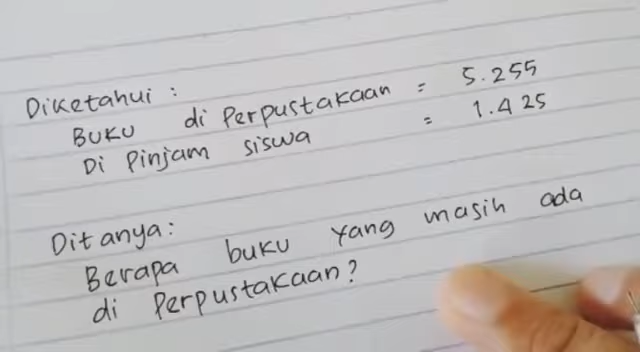 Diketahui :
Buku di Perpustakaan = 5.255
Di Pinjam siswa = 1.425
Ditanya:
Berapa buku yang masih ada
di Perpustakaan?